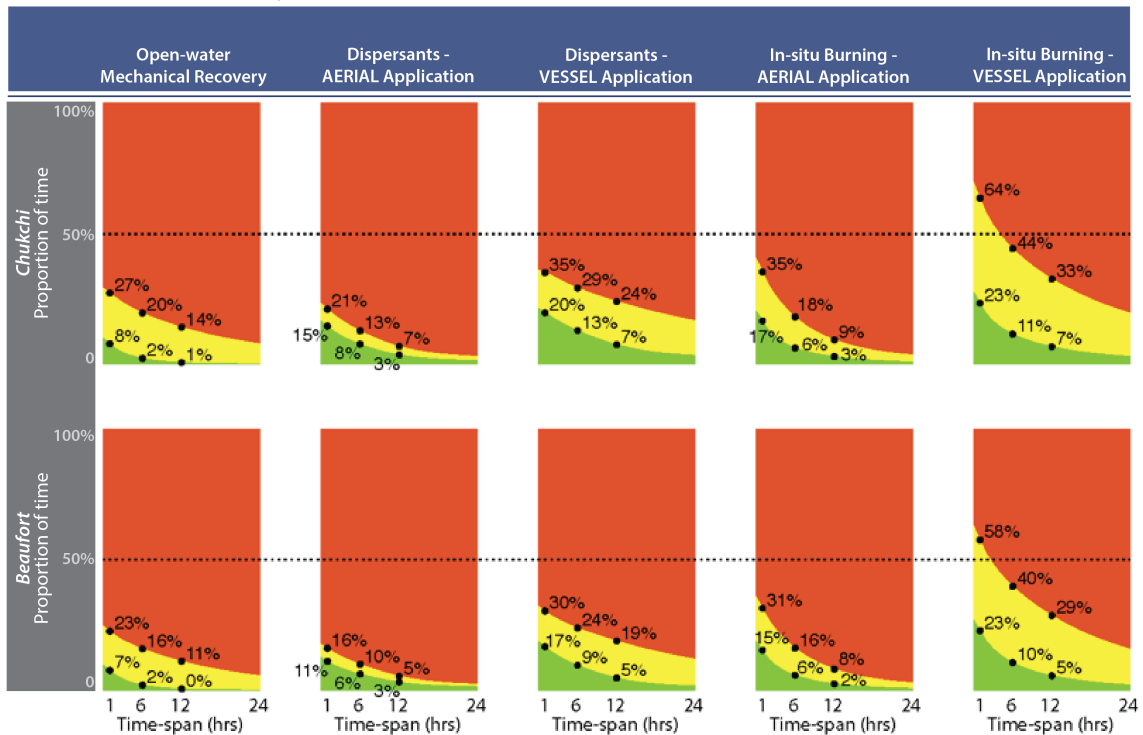 Open-water
Mechanical Recovery
Dispersants -
AERIAL Application
Dispersants -
VESSEL Application
In-situ Burning -
AERIAL Application
In-situ Burning -
VESSEL Application
Chukchi
Proportion of time
100%
50%
0
27%
20%
14%
8%
2%
1%
21%
13%
7%
15%
8%
3%
35%
29%
24%
20%
13%
7%
35%
18%
9%
17%
6%
3%
64%
44%
33%
23%
11%
7%
Beaufort
Proportion of time
100%
50%
0
23%
16%
11%
7%
2%
0%
16%
10%
5%
11%
6%
3%
30%
24%
19%
17%
9%
5%
31%
16%
8%
15%
6%
2%
58%
40%
29%
23%
10%
5%
1 6 12 24
Time-span (hrs)
1 6 12 24
Time-span (hrs)
1 6 12 24
Time-span (hrs)
1 6 12 24
Time-span (hrs)
1 6 12 24
Time-span (hrs)